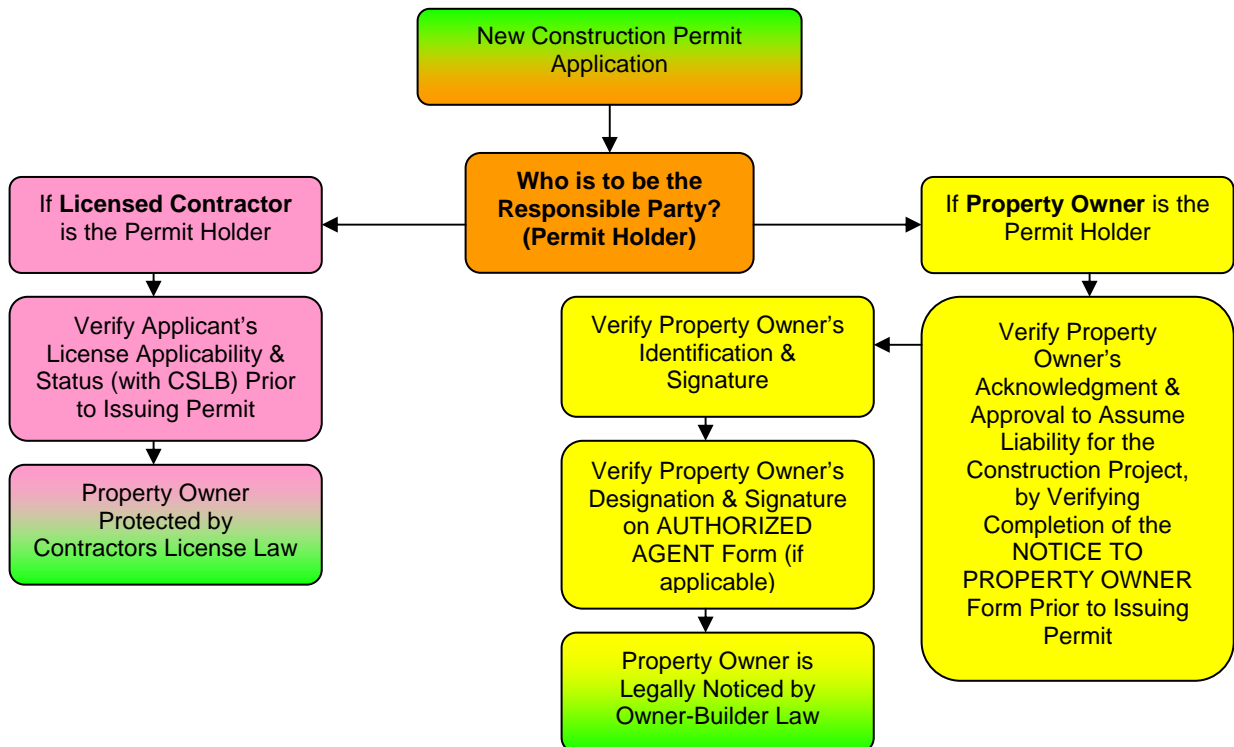 New Construction Permit
Application
Who is to be the
Responsible Party?
(Permit Holder)
If Licensed Contractor
is the Permit Holder
Verify Applicant’s
License Applicability &
Status (with CSLB) Prior
to Issuing Permit
Property Owner
Protected by
Contractors License Law
If Property Owner is the
Permit Holder
Verify Property
Owner’s
Acknowledgment &
Approval to Assume
Liability for the
Construction Project,
by Verifying
Completion of the
NOTICE TO
PROPERTY OWNER
Form Prior to Issuing
Permit
Verify Property Owner’s
Identification &
Signature
Verify Property Owner’s
Designation & Signature
on AUTHORIZED
AGENT Form (if
applicable)
Property Owner is
Legally Noticed by
Owner-Builder Law